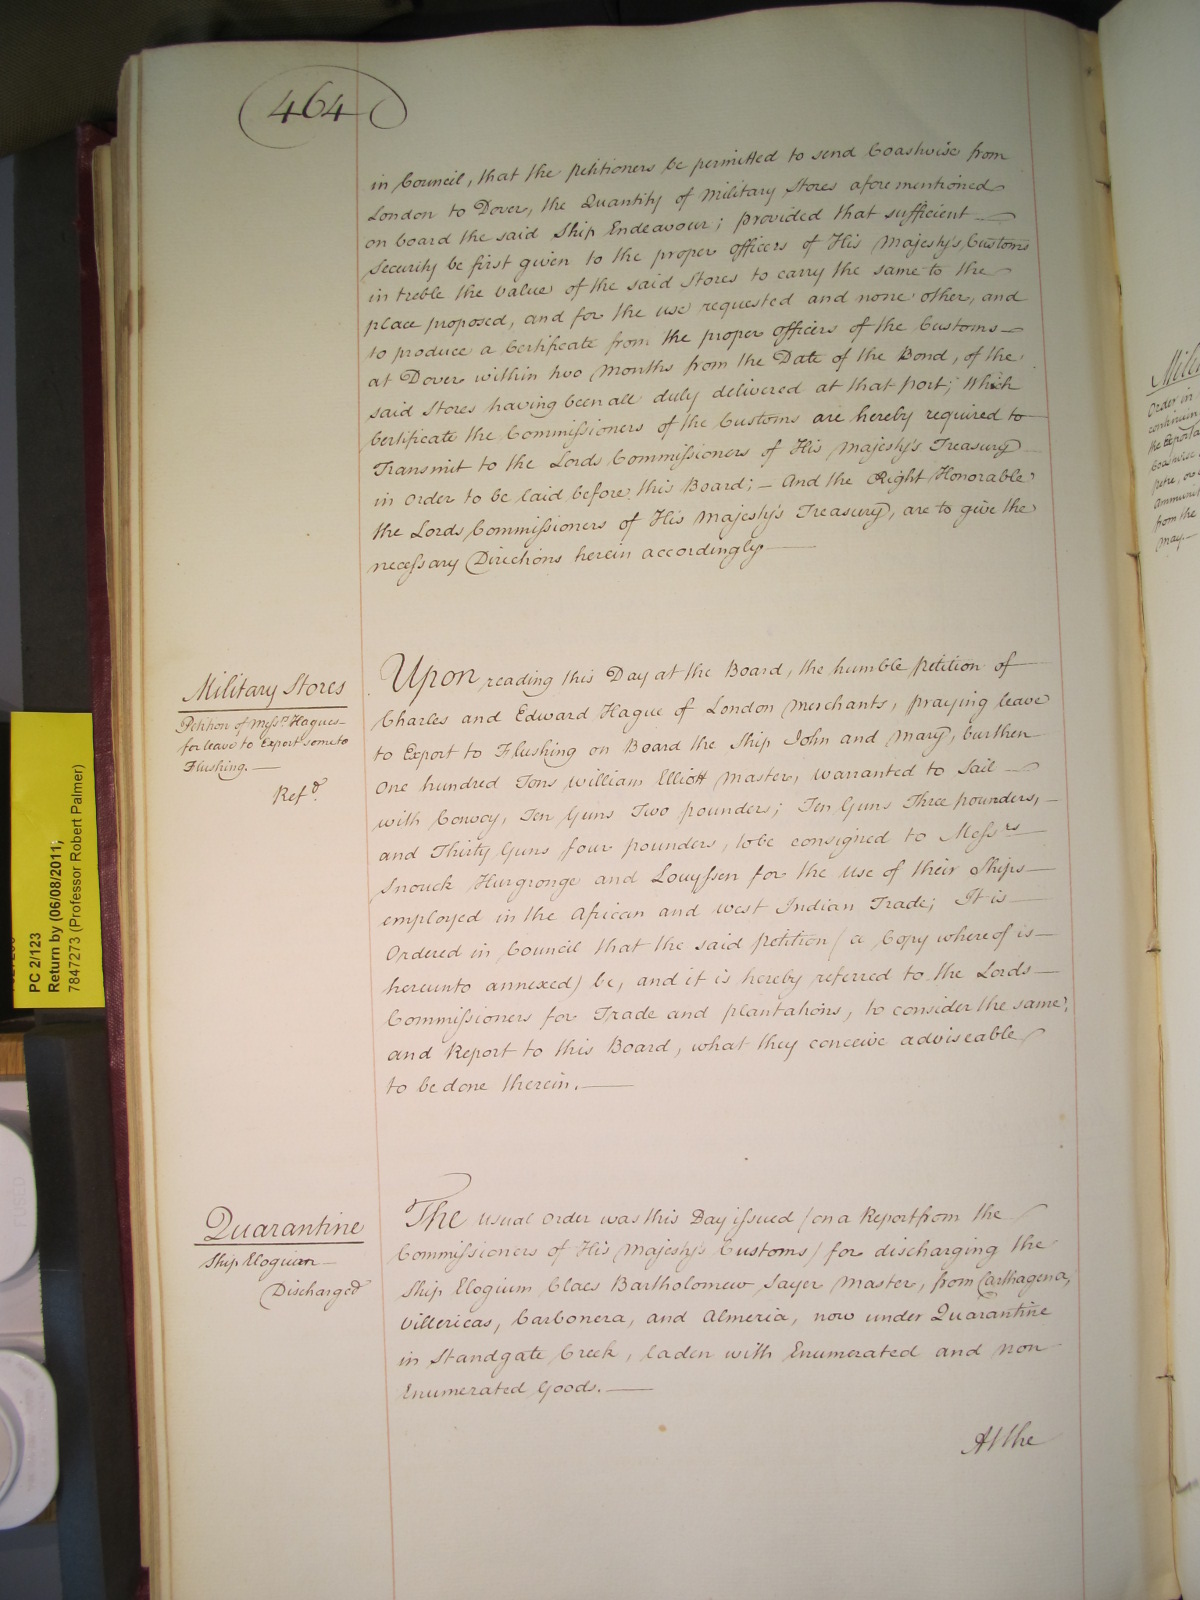 464
in Council, that the Petitioners be permitted to send Coastwise from
London to Dover, the Quantity of Military Stores aforementioned
on board the said Ship Endeavour; provided that sufficient
Security be first given to the proper officers of His Majesty's Customs
in treble the value of the said Stores to carry the same to the
place proposed, and for the use requested and none other, and
to produce a Certificate from the proper officers of the Customs
at Dover within two Months from the Date of the Bond, of the
said Stores having been all duly delivered at that Port; Which
Certificate the Commissioners of the Customs are hereby required to
Transmit to the Lords Commissioners of His Majesty's Treasury
in order to be laid before this Board; - And the Right Honorable
the Lords Commissioners of His Majesty's Treasury, are to give the
necessary Directions herein accordingly
Military Stores
Petition of Messrs. Hagues
for leave to Export some to
Flushing.
Refd.
Upon reading this Day at the Board, the humble Petition of
Charles and Edward Hague of London Merchants, praying leave
to Export to Flushing on Board the Ship John and Mary, burthen
One hundred Tons William Elliott Master, warranted to Sail
with Convoy, Ten Guns Two pounders; Ten Guns Three pounders,
and Thirty Guns four pounders, to be consigned to Messrs
Snouck Hurgronge and Louyssen for the use of their Ships
employed in the African and West Indian Trade; It is
Ordered in Council that the said Petition (a Copy whereof is
hereunto annexed) be, and it is hereby referred to the Lords
Commissioners for Trade and Plantations, to consider the same,
and Report to this Board, what they conceive adviseable
to be done therein.
Quarantine
Ship Eloguian
Discharged
The usual Order was this Day issued (on a Report from the
Commissioners of His Majesty's Customs) for discharging the
Ship Elogium Claes Bartholomew Sayer Master, from Carthagena,
Villericas, Carbonera, and Almeria, now under Quarantine
in Standgate Creek, laden with Enumerated and non
Enumerated Goods.
At the
PC 2/123
Return by (06/08/2011;
7847273 (Professor Robert Palmer)
Order in
the
from the
May